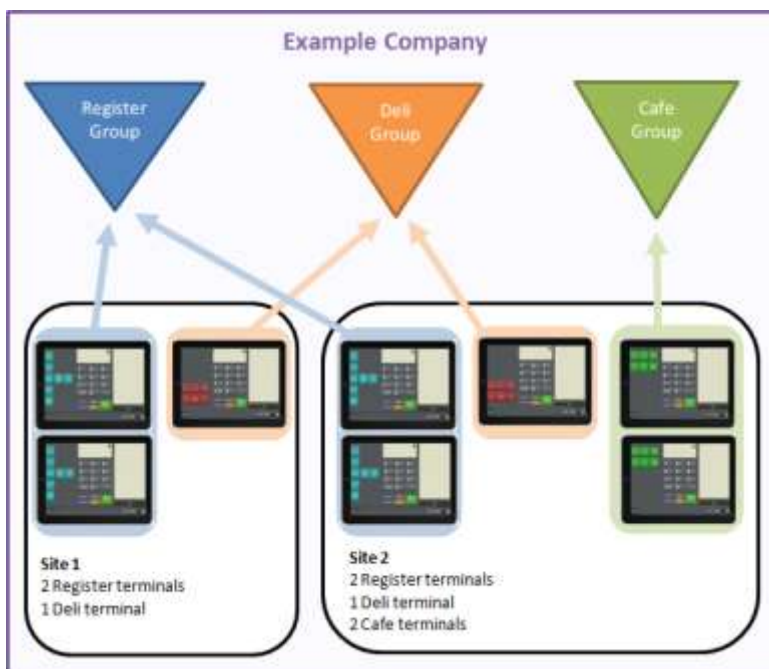 Example Company
Register
Group
Deli
Group
Cafe
Group
Site 1
2 Register terminals
1 Deli terminal
Site 2
2 Register terminals
1 Deli terminal
2 Cafe terminals